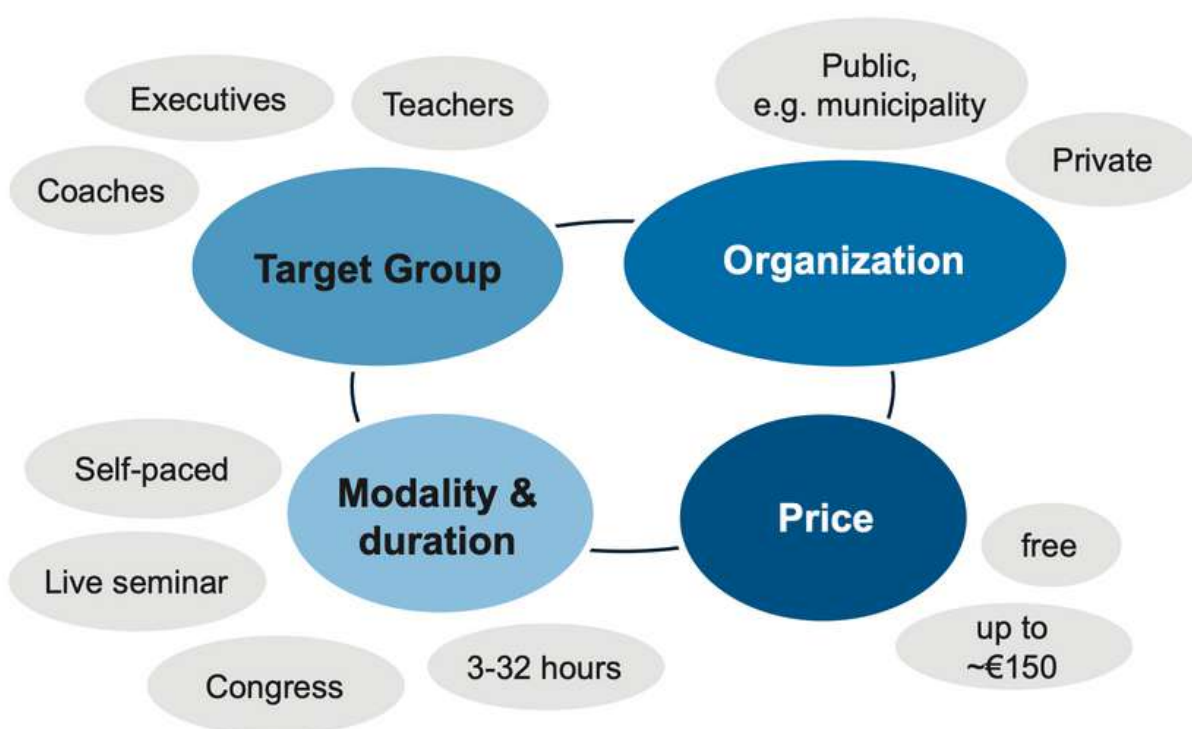 Executives
Teachers
Coaches
Target Group
Public,
e.g. municipality
Private
Organization
Self-paced
Live seminar
Congress
3-32 hours
Modality &
duration
Price
free
up to
~€150